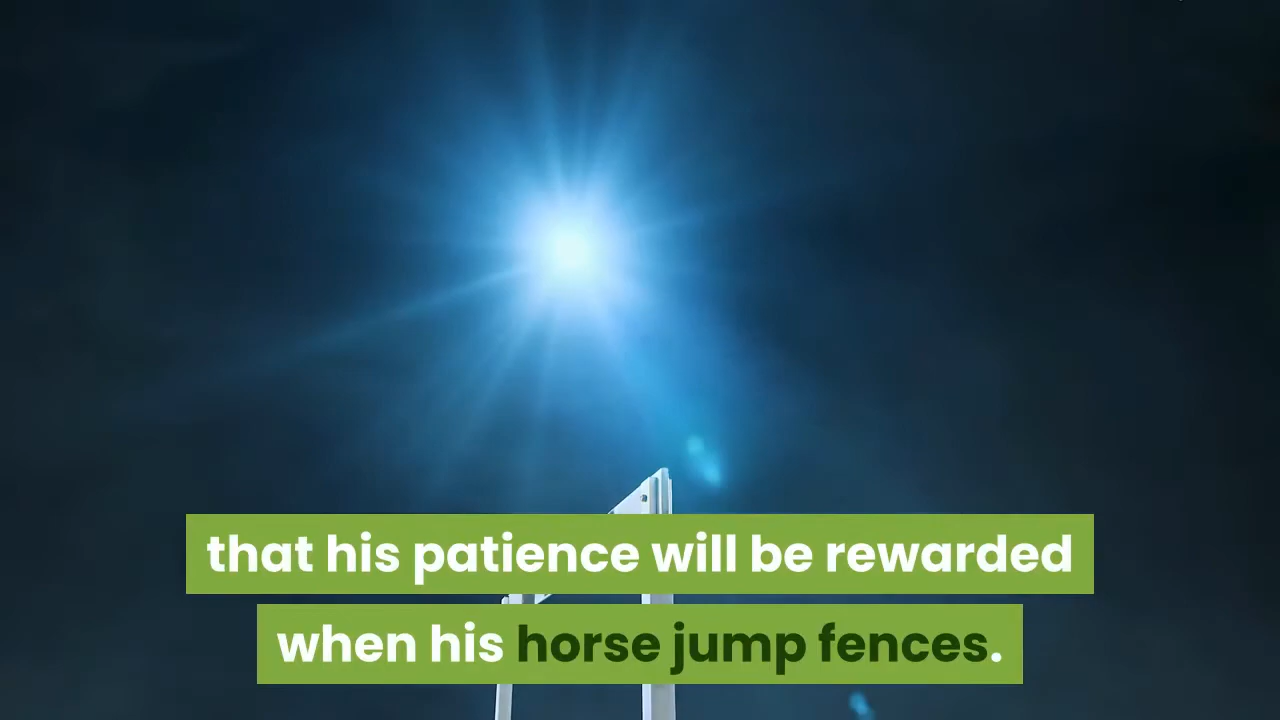 that his patience will be rewarded
when his horse jump fences.